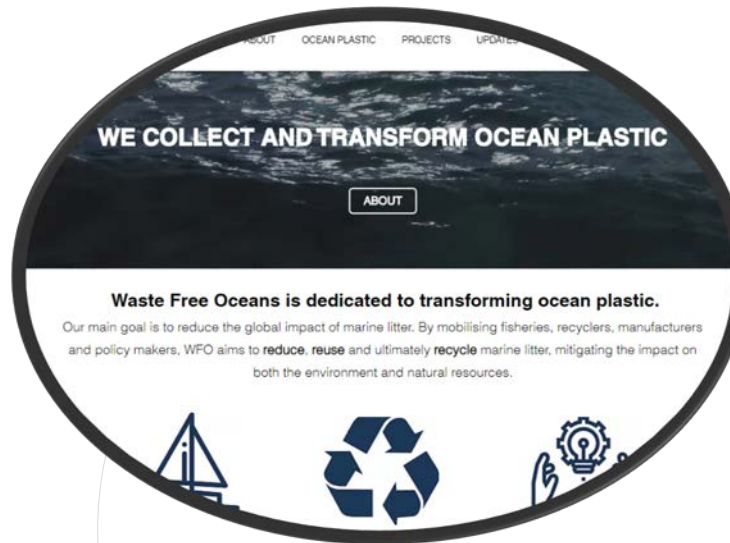 ABOUT OCEAN PLASTIC PROJECTS UPDATES
WE COLLECT AND TRANSFORM OCEAN PLASTIC
ABOUT
Waste Free Oceans is dedicated to transforming ocean plastic.
Our main goal is to reduce the global impact of marine litter. By mobilising fisheries, recyclers, manufacturers
and policy makers, WFO aims to reduce, reuse and ultimately recycle marine litter, mitigating the impact on
both the environment and natural resources.